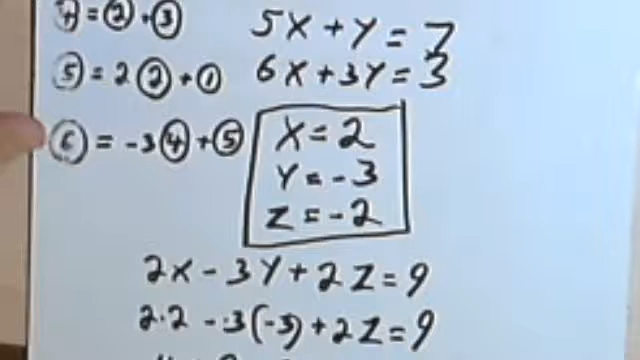 ④ = ② + ③
5X + Y = 7
⑤ = 2② + ①
6X + 3Y = 3
⑥ = -3④ + ⑤
X = 2
Y = -3
Z = -2
2X - 3Y + 2Z = 9
2·2 - 3(-3) + 2Z = 9